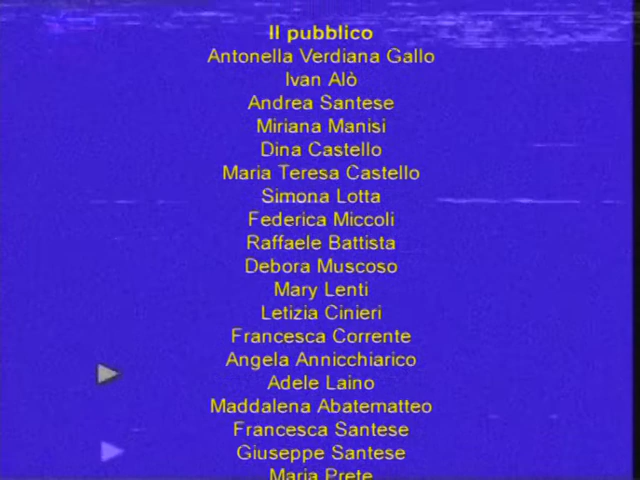 Il pubblico
Antonella Verdiana Gallo
Ivan Alò
Andrea Santese
Miriana Manisi
Dina Castello
Maria Teresa Castello
Simona Lotta
Federica Miccoli
Raffaele Battista
Debora Muscoso
Mary Lenti
Letizia Cinieri
Francesca Corrente
Angela Annicchiarico
Adele Laino
Maddalena Abatematteo
Francesca Santese
Giuseppe Santese
Maria Prete